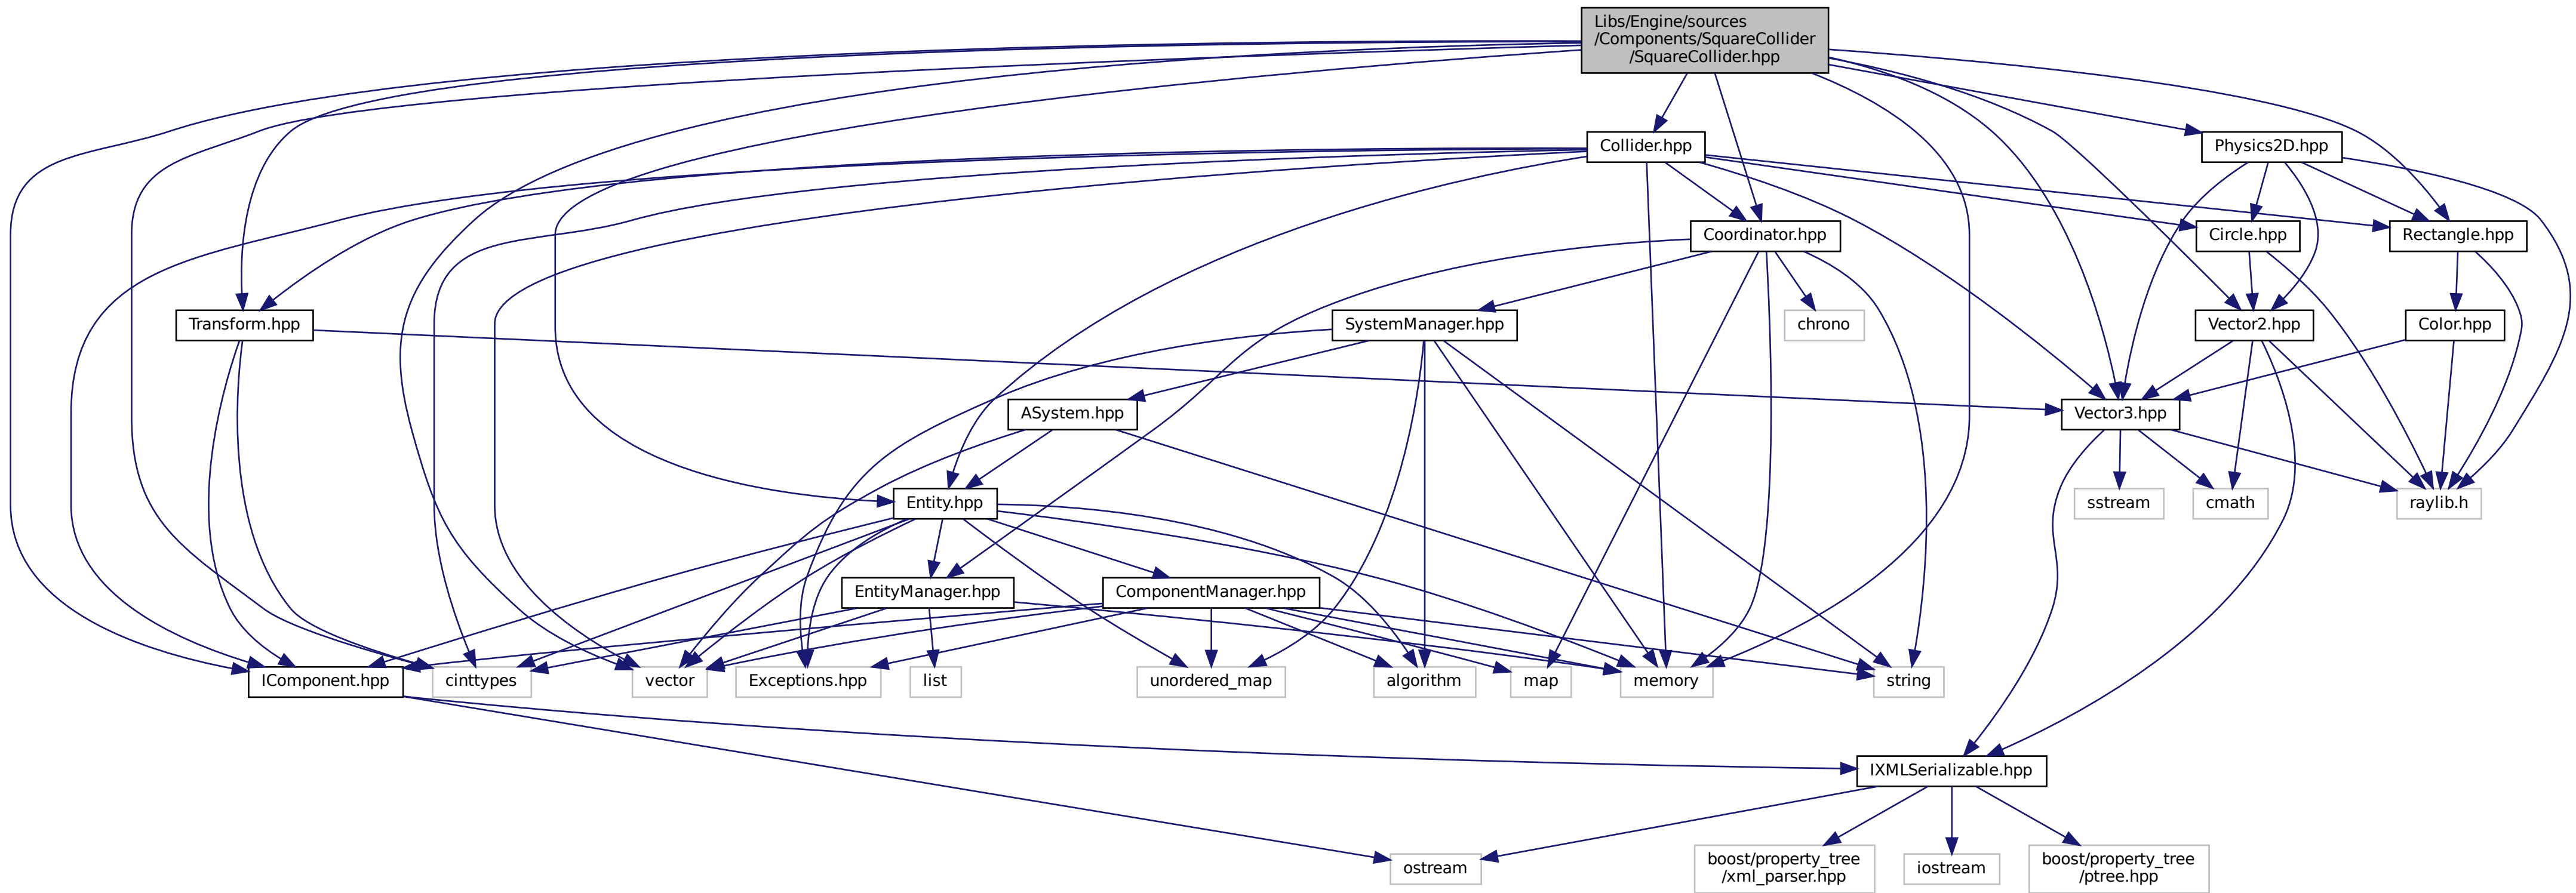 Libs/Engine/sources
/Components/SquareCollider
/SquareCollider.hpp
Collider.hpp
Physics2D.hpp
Coordinator.hpp
Circle.hpp
Rectangle.hpp
Transform.hpp
SystemManager.hpp
chrono
Vector2.hpp
Color.hpp
ASystem.hpp
Vector3.hpp
Entity.hpp
sstream
cmath
raylib.h
EntityManager.hpp
ComponentManager.hpp
IComponent.hpp
cinttypes
vector
Exceptions.hpp
list
unordered_map
algorithm
map
memory
string
IXMLSerializable.hpp
ostream
boost/property_tree
/xml_parser.hpp
iostream
boost/property_tree
/ptree.hpp